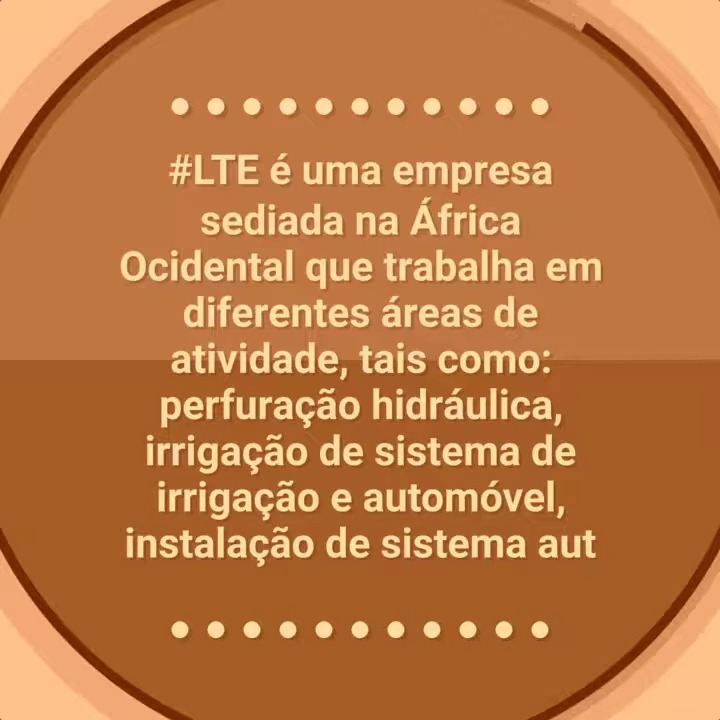 #LTE é uma empresa
sediada na África
Ocidental que trabalha em
diferentes áreas de
atividade, tais como:
perfuração hidráulica,
irrigação de sistema de
irrigação e automóvel,
instalação de sistema aut